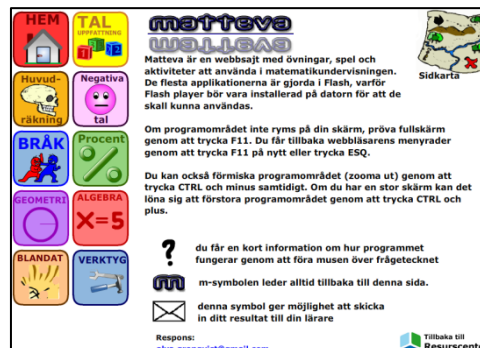 HEM
TAL
UPPFATTNING
Huvud-
räkning
Negativa
tal
BRÅK
Procent
GEOMETRI
ALGEBRA
X=5
BLANDAT
VERKTYG
matteva
Sidkarta
Matteva är en webbsajt med övningar, spel och
aktiviteter att använda i matematikundervisningen.
De flesta applikationerna är gjorda i Flash, varför
Flash player bör vara installerad på datorn för att de
skall kunna användas.
Om programområdet inte ryms på din skärm, pröva fullskärm
genom att trycka F11. Du får tillbaka webbläsarens menyrader
genom att trycka F11 på nytt eller trycka ESQ.
Du kan också förmiska programområdet (zooma ut) genom att
trycka CTRL och minus samtidigt. Om du har en stor skärm kan det
löna sig att förstora programområdet genom att trycka CTRL och
plus.
? du får en kort information om hur programmet
fungerar genom att föra musen över frågetecknet
m m-symbolen leder alltid tillbaka till denna sida.
denna symbol ger möjlighet att skicka
in ditt resultat till din lärare
Respons:
Tillbaka till
Resurscente